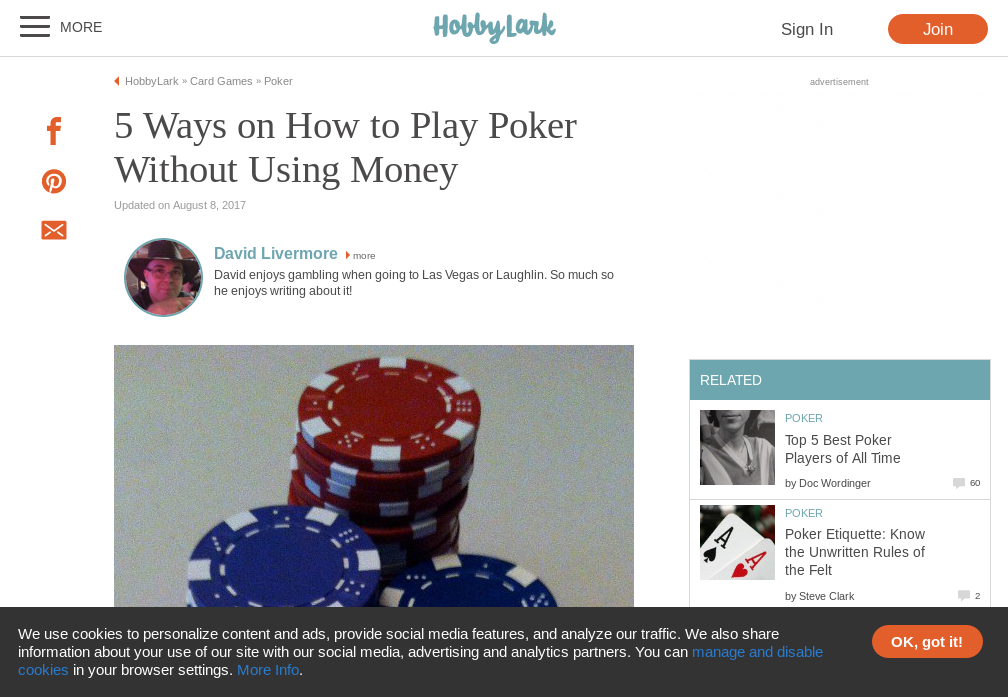 MORE
HobbyLark
Sign In
Join
HobbyLark » Card Games » Poker
advertisement
5 Ways on How to Play Poker
Without Using Money
Updated on August 8, 2017
David Livermore more
David enjoys gambling when going to Las Vegas or Laughlin. So much so
he enjoys writing about it!
RELATED
POKER
Top 5 Best Poker
Players of All Time
by Doc Wordinger
60
POKER
Poker Etiquette: Know
the Unwritten Rules of
the Felt
by Steve Clark
2
A
A
We use cookies to personalize content and ads, provide social media features, and analyze our traffic. We also share
information about your use of our site with our social media, advertising and analytics partners. You can manage and disable
cookies in your browser settings. More Info.
OK, got it!